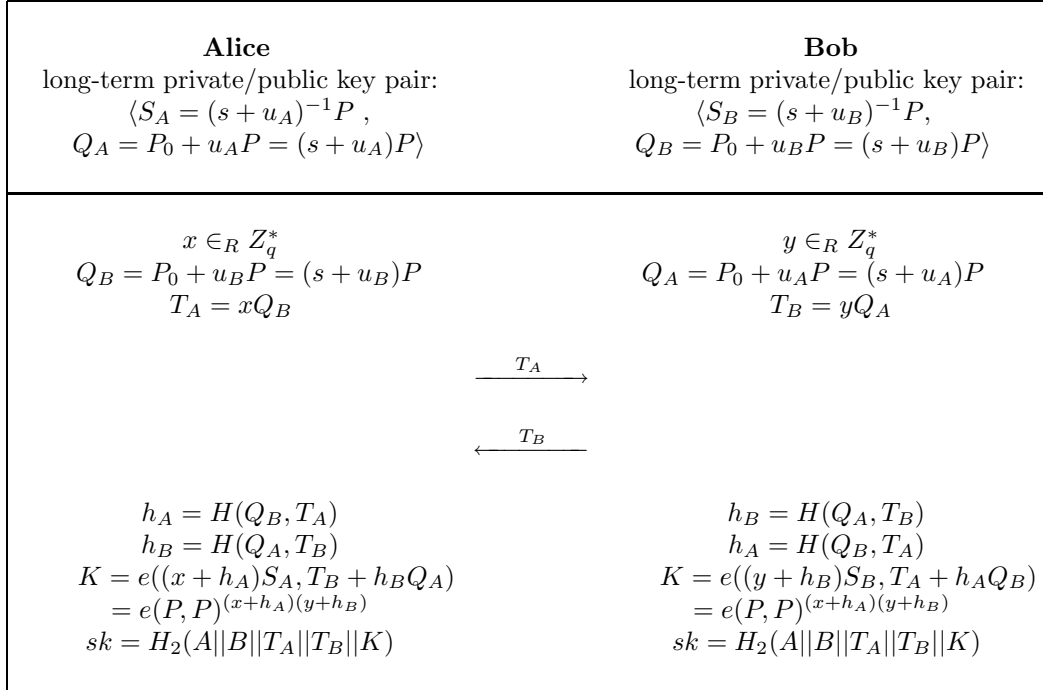 Alice
long-term private/public key pair:
⟨S_A = (s + u_A)^{-1}P ,
Q_A = P_0 + u_AP = (s + u_A)P⟩
Bob
long-term private/public key pair:
⟨S_B = (s + u_B)^{-1}P,
Q_B = P_0 + u_BP = (s + u_B)P⟩
x ∈_R Z_q^*
Q_B = P_0 + u_BP = (s + u_B)P
T_A = xQ_B
y ∈_R Z_q^*
Q_A = P_0 + u_AP = (s + u_A)P
T_B = yQ_A
T_A
T_B
h_A = H(Q_B, T_A)
h_B = H(Q_A, T_B)
K = e((x + h_A)S_A, T_B + h_BQ_A)
= e(P, P)^{(x+h_A)(y+h_B)}
sk = H_2(A||B||T_A||T_B||K)
h_B = H(Q_A, T_B)
h_A = H(Q_B, T_A)
K = e((y + h_B)S_B, T_A + h_AQ_B)
= e(P, P)^{(x+h_A)(y+h_B)}
sk = H_2(A||B||T_A||T_B||K)